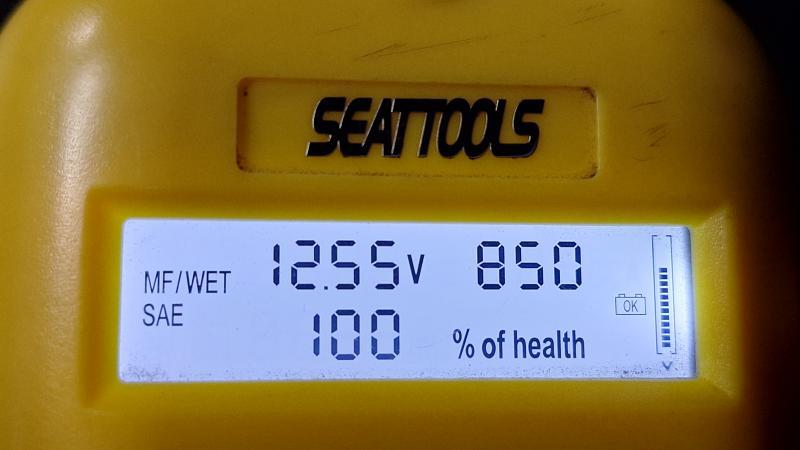 SEATTOOLS
MF/WET 12.55V 850
SAE 100 % of health
OK